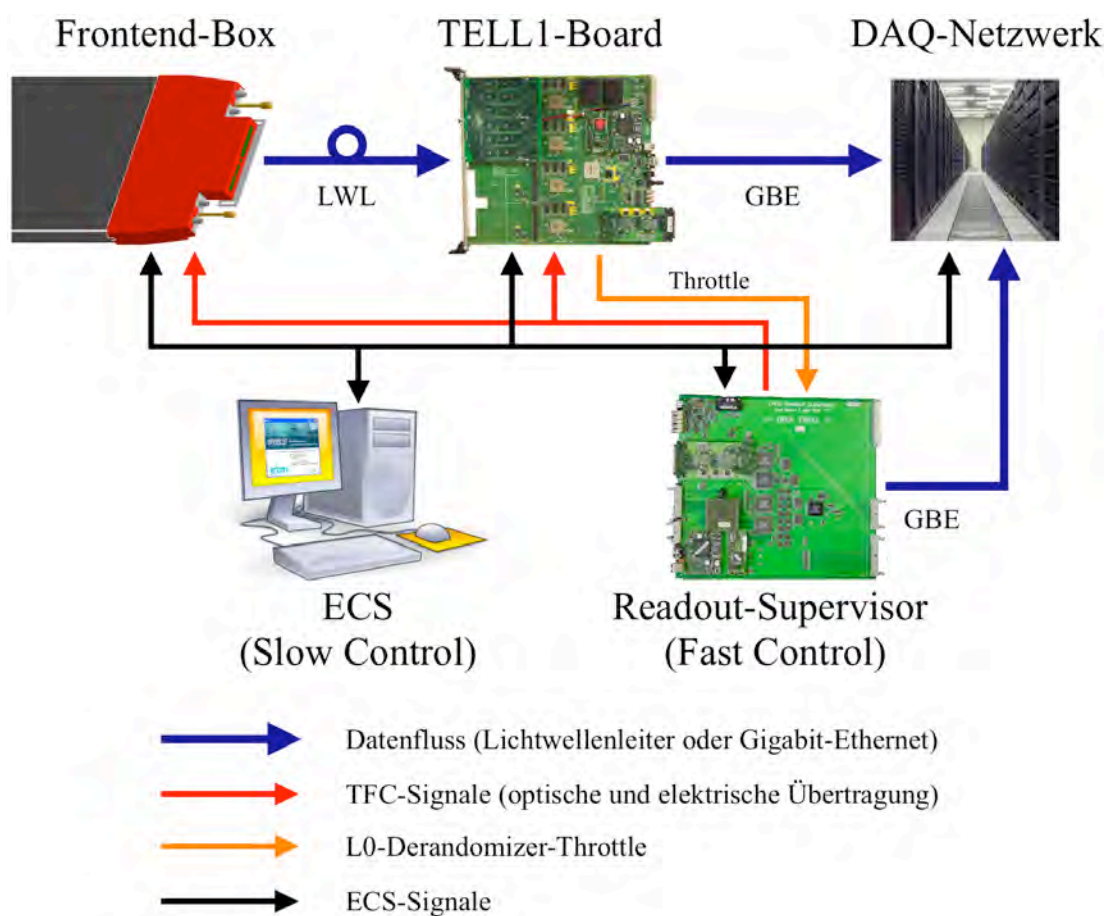 Frontend-Box
TELL1-Board
DAQ-Netzwerk
LWL
GBE
Throttle
GBE
ECS
(Slow Control)
Readout-Supervisor
(Fast Control)
Datenfluss (Lichtwellenleiter oder Gigabit-Ethernet)
TFC-Signale (optische und elektrische Übertragung)
L0-Derandomizer-Throttle
ECS-Signale